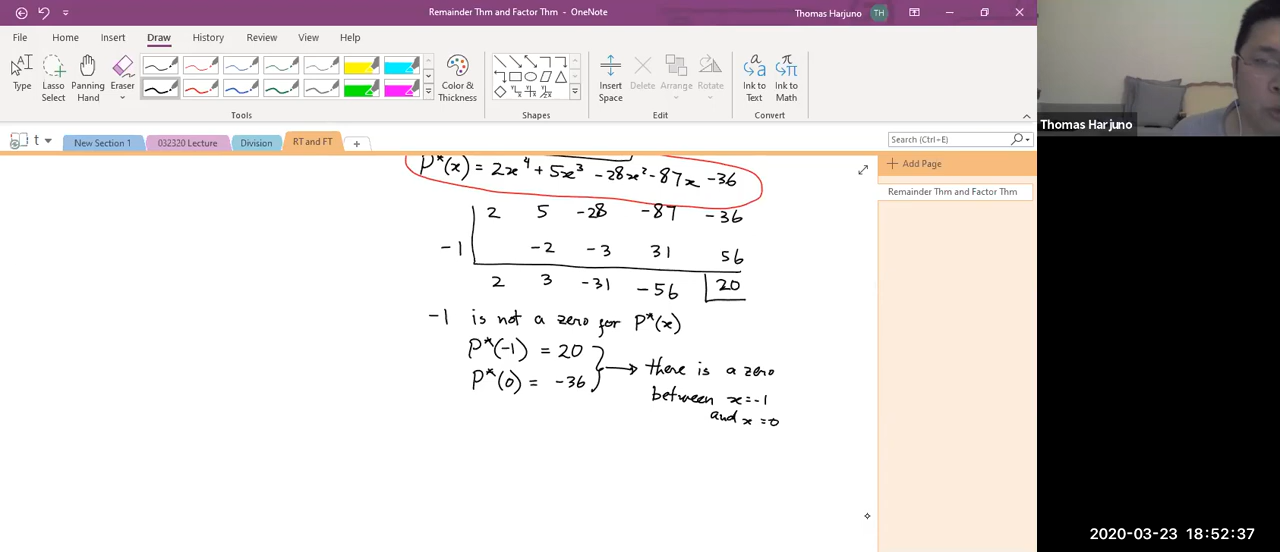 Remainder Thm and Factor Thm - OneNote
Thomas Harjuno TH
File Home Insert Draw History Review View Help
Type Lasso Select Panning Hand Eraser Color & Thickness Insert Space Delete Arrange Rotate Ink to Text Ink to Math
Tools Shapes Edit Convert
t New Section 1 032320 Lecture Division RT and FT + Search (Ctrl+E)
Thomas Harjuno
Add Page
Remainder Thm and Factor Thm
P*(x) = 2x⁴ + 5x³ - 28x² - 87x - 36
2 5 -28 -87 -36
-1 -2 -3 31 56
2 3 -31 -56 20
-1 is not a zero for P*(x)
P*(-1) = 20
P*(0) = -36
there is a zero
between x=-1
and x=0
2020-03-23 18:52:37